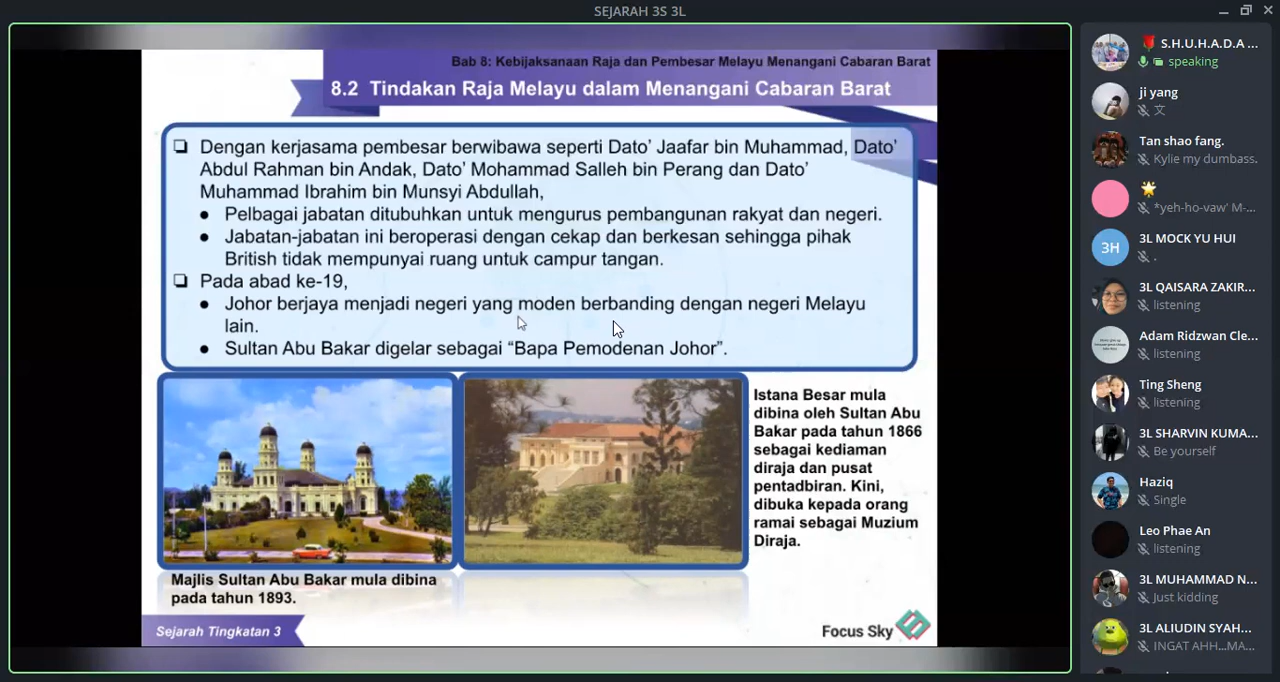 SEJARAH 3S 3L
Bab 8: Kebijaksanaan Raja dan Pembesar Melayu Menangani Cabaran Barat
8.2 Tindakan Raja Melayu dalam Menangani Cabaran Barat
❑ Dengan kerjasama pembesar berwibawa seperti Dato’ Jaafar bin Muhammad, Dato’
Abdul Rahman bin Andak, Dato’ Mohammad Salleh bin Perang dan Dato’
Muhammad Ibrahim bin Munsyi Abdullah,
● Pelbagai jabatan ditubuhkan untuk mengurus pembangunan rakyat dan negeri.
● Jabatan-jabatan ini beroperasi dengan cekap dan berkesan sehingga pihak
British tidak mempunyai ruang untuk campur tangan.
❑ Pada abad ke-19,
● Johor berjaya menjadi negeri yang moden berbanding dengan negeri Melayu
lain.
● Sultan Abu Bakar digelar sebagai “Bapa Pemodenan Johor”.
Istana Besar mula
dibina oleh Sultan Abu
Bakar pada tahun 1866
sebagai kediaman
diraja dan pusat
pentadbiran. Kini,
dibuka kepada orang
ramai sebagai Muzium
Diraja.
Majlis Sultan Abu Bakar mula dibina
pada tahun 1893.
Sejarah Tingkatan 3
Focus Sky
S.H.U.H.A.D.A ...
speaking
ji yang
文
Tan shao fang.
Kylie my dumbass.
*yeh-ho-vaw' M-...
3H
3L MOCK YU HUI
.
3L QAISARA ZAKIR...
listening
Adam Ridzwan Cle...
listening
Ting Sheng
listening
3L SHARVIN KUMA...
Be yourself
Haziq
Single
Leo Phae An
listening
3L MUHAMMAD N...
Just kidding
3L ALIUDIN SYAH...
INGAT AHH...MA...